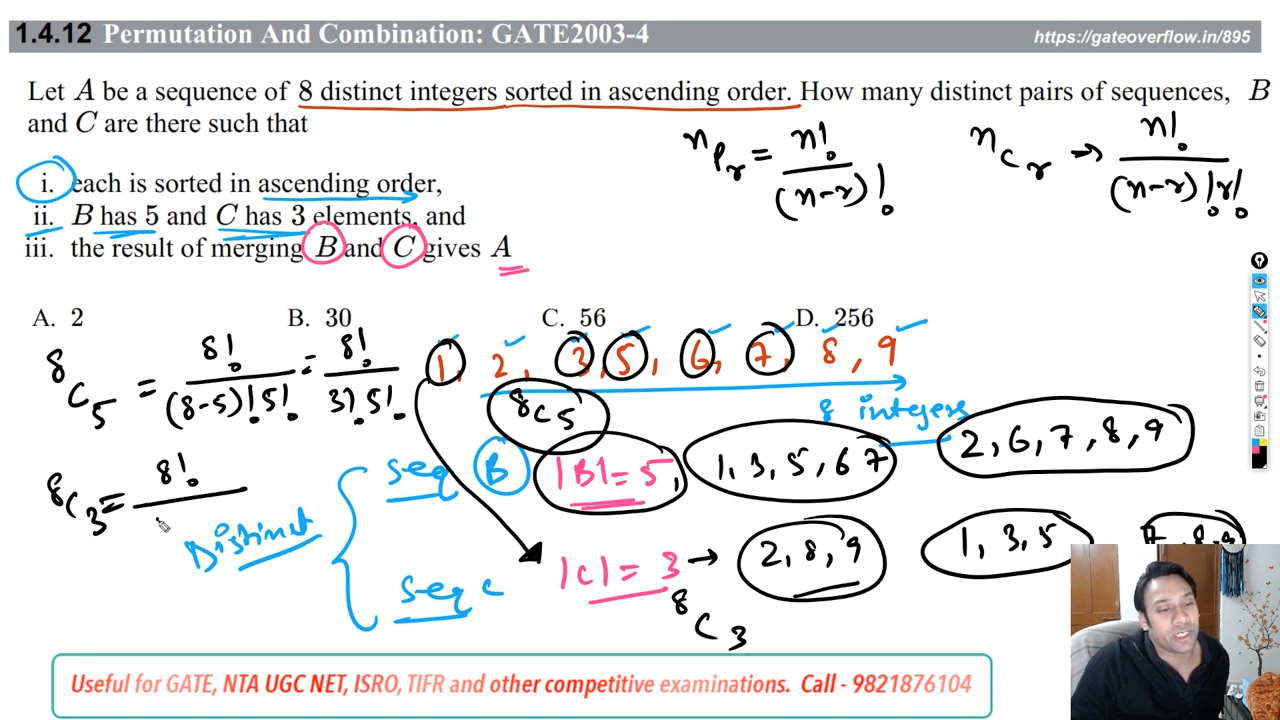 1.4.12 Permutation And Combination: GATE2003-4 https://gateoverflow.in/895
Let A be a sequence of 8 distinct integers sorted in ascending order. How many distinct pairs of sequences, B
and C are there such that
i. each is sorted in ascending order,
ii. B has 5 and C has 3 elements, and
iii. the result of merging B and C gives A
nPr = n!/(n-r)!
nCr → n!/(n-r)!r!
A. 2 B. 30 C. 56 D. 256
8C5 = 8!/(8-5)!5! = 8!/3!5!
1, 2, 3, 5, 6, 7, 8, 9
8C5
8 integers
seq B |B| = 5, 1, 3, 5, 6 7 2, 6, 7, 8, 9
8C3 = 8!
Distinct
seq C |C| = 3 → 2, 8, 9 1, 3, 5
8C3
Useful for GATE, NTA UGC NET, ISRO, TIFR and other competitive examinations. Call - 9821876104